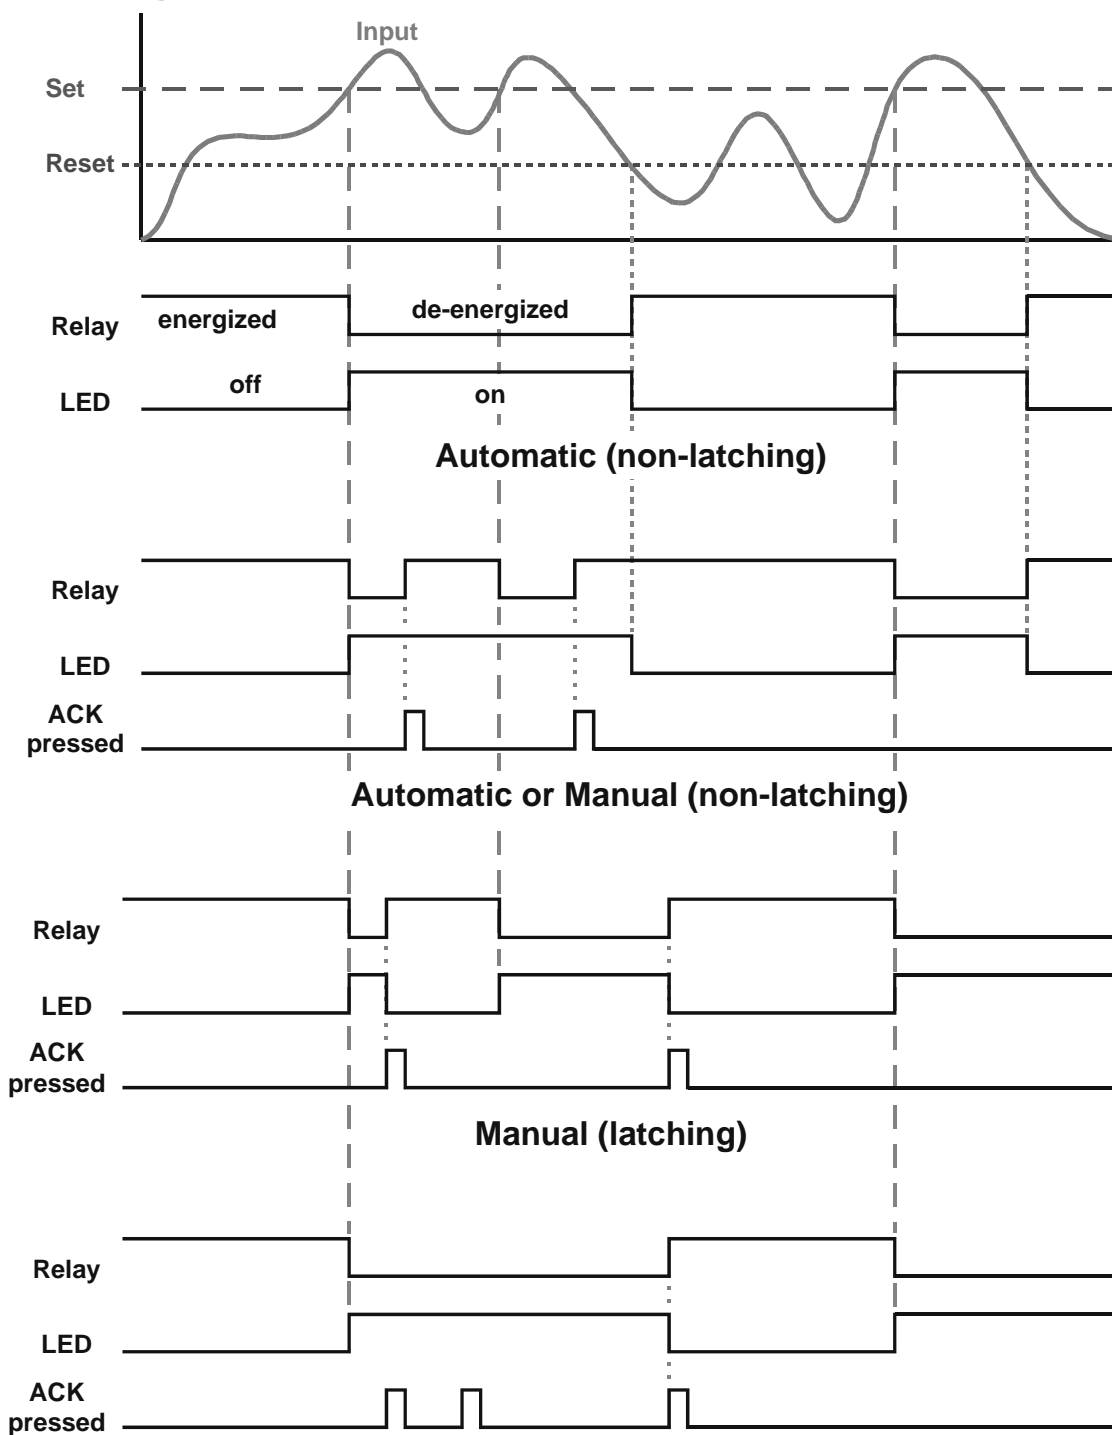 Input
Set
Reset
Relay
energized
de-energized
LED
off
on
Automatic (non-latching)
Relay
LED
ACK
pressed
Automatic or Manual (non-latching)
Relay
LED
ACK
pressed
Manual (latching)
Relay
LED
ACK
pressed